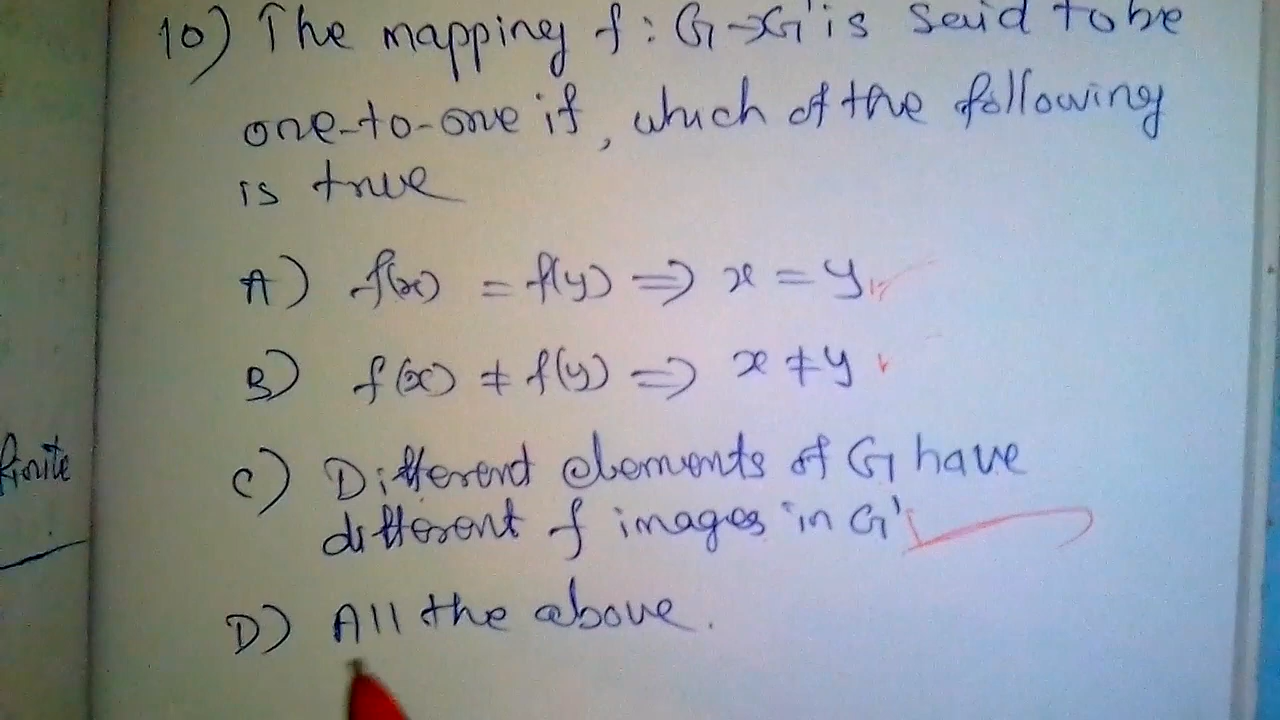 10) The mapping f: G→G' is said to be
one-to-one if, which of the following
is true
A) f(x) = f(y) ⇒ x = y
B) f(x) ≠ f(y) ⇒ x ≠ y
finite
C) Different elements of G have
different f images in G'
D) All the above.